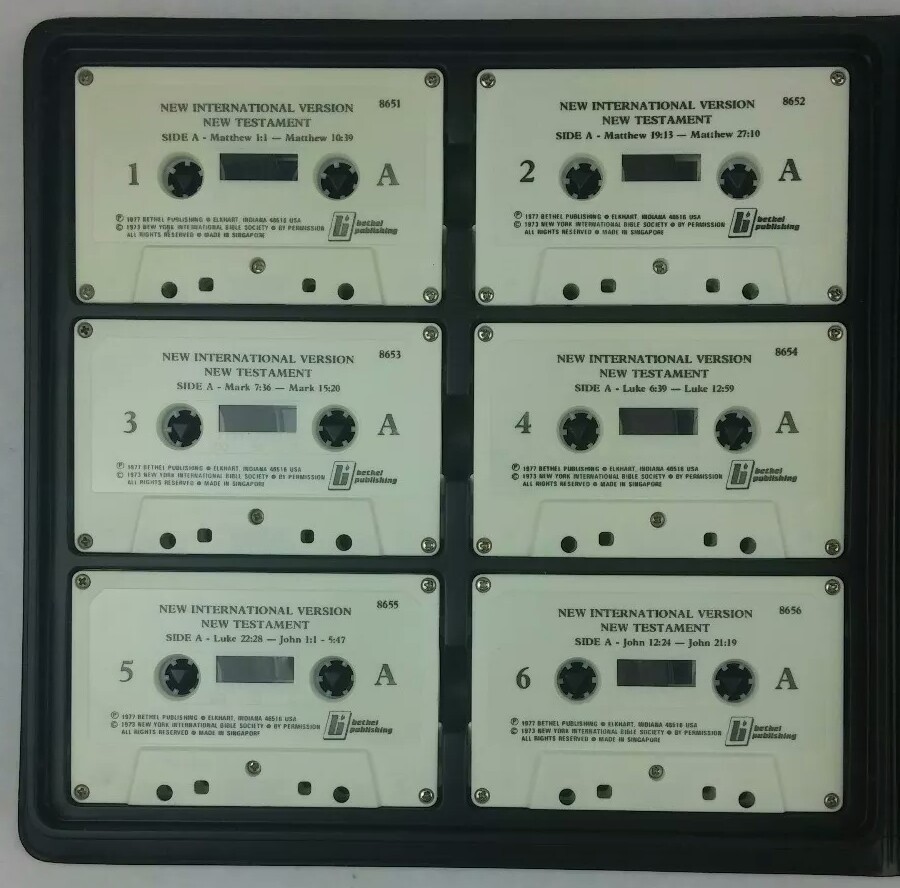 NEW INTERNATIONAL VERSION 8651
NEW TESTAMENT
SIDE A - Matthew 1:1 — Matthew 10:39
1 A
Ⓟ 1977 BETHEL PUBLISHING ● ELKHART, INDIANA 46516 USA
© 1973 NEW YORK INTERNATIONAL BIBLE SOCIETY ● BY PERMISSION
ALL RIGHTS RESERVED ● MADE IN SINGAPORE
bethel
publishing
NEW INTERNATIONAL VERSION 8652
NEW TESTAMENT
SIDE A - Matthew 19:13 — Matthew 27:10
2 A
Ⓟ 1977 BETHEL PUBLISHING ● ELKHART, INDIANA 46516 USA
© 1973 NEW YORK INTERNATIONAL BIBLE SOCIETY ● BY PERMISSION
ALL RIGHTS RESERVED ● MADE IN SINGAPORE
bethel
publishing
NEW INTERNATIONAL VERSION 8653
NEW TESTAMENT
SIDE A - Mark 7:36 — Mark 15:20
3 A
Ⓟ 1977 BETHEL PUBLISHING ● ELKHART, INDIANA 46516 USA
© 1973 NEW YORK INTERNATIONAL BIBLE SOCIETY ● BY PERMISSION
ALL RIGHTS RESERVED ● MADE IN SINGAPORE
bethel
publishing
NEW INTERNATIONAL VERSION 8654
NEW TESTAMENT
SIDE A - Luke 6:39 — Luke 12:59
4 A
Ⓟ 1977 BETHEL PUBLISHING ● ELKHART, INDIANA 46516 USA
© 1973 NEW YORK INTERNATIONAL BIBLE SOCIETY ● BY PERMISSION
ALL RIGHTS RESERVED ● MADE IN SINGAPORE
bethel
publishing
NEW INTERNATIONAL VERSION 8655
NEW TESTAMENT
SIDE A - Luke 22:28 — John 1:1 - 5:47
5 A
Ⓟ 1977 BETHEL PUBLISHING ● ELKHART, INDIANA 46516 USA
© 1973 NEW YORK INTERNATIONAL BIBLE SOCIETY ● BY PERMISSION
ALL RIGHTS RESERVED ● MADE IN SINGAPORE
bethel
publishing
NEW INTERNATIONAL VERSION 8656
NEW TESTAMENT
SIDE A - John 12:24 — John 21:19
6 A
Ⓟ 1977 BETHEL PUBLISHING ● ELKHART, INDIANA 46516 USA
© 1973 NEW YORK INTERNATIONAL BIBLE SOCIETY ● BY PERMISSION
ALL RIGHTS RESERVED ● MADE IN SINGAPORE
bethel
publishing